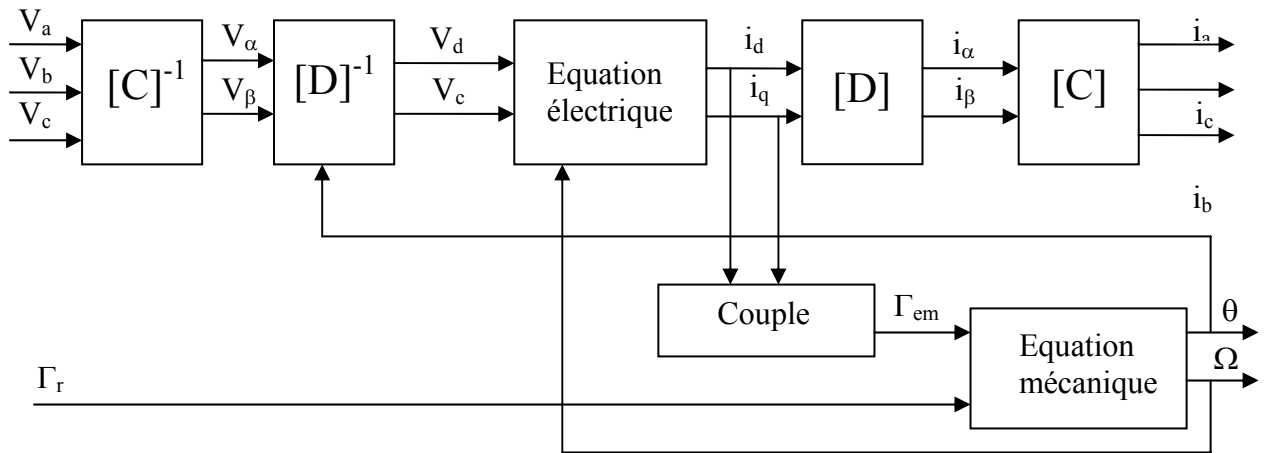 Va
Vb
Vc
[C]-1
Vα
Vβ
[D]-1
Vd
Vc
Equation
électrique
id
iq
[D]
iα
iβ
[C]
ia
ic
ib
Couple
Γem
Equation
mécanique
θ
Ω
Γr